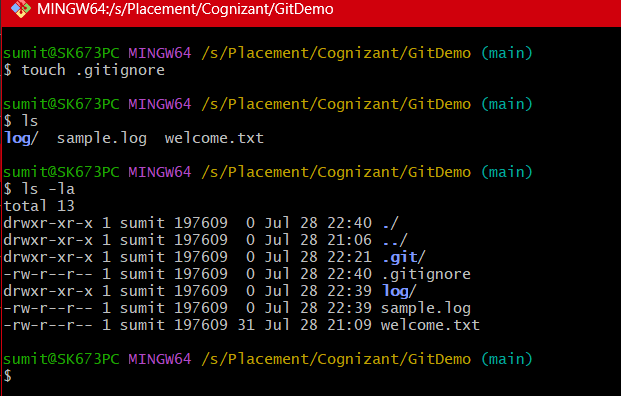 MINGW64:/s/Placement/Cognizant/GitDemo
sumit@SK673PC MINGW64 /s/Placement/Cognizant/GitDemo (main)
$ touch .gitignore
sumit@SK673PC MINGW64 /s/Placement/Cognizant/GitDemo (main)
$ ls
log/  sample.log  welcome.txt
sumit@SK673PC MINGW64 /s/Placement/Cognizant/GitDemo (main)
$ ls -la
total 13
drwxr-xr-x 1 sumit 197609  0 Jul 28 22:40 ./
drwxr-xr-x 1 sumit 197609  0 Jul 28 21:06 ../
drwxr-xr-x 1 sumit 197609  0 Jul 28 22:21 .git/
-rw-r--r-- 1 sumit 197609  0 Jul 28 22:40 .gitignore
drwxr-xr-x 1 sumit 197609  0 Jul 28 22:39 log/
-rw-r--r-- 1 sumit 197609  0 Jul 28 22:39 sample.log
-rw-r--r-- 1 sumit 197609 31 Jul 28 21:09 welcome.txt
sumit@SK673PC MINGW64 /s/Placement/Cognizant/GitDemo (main)
$